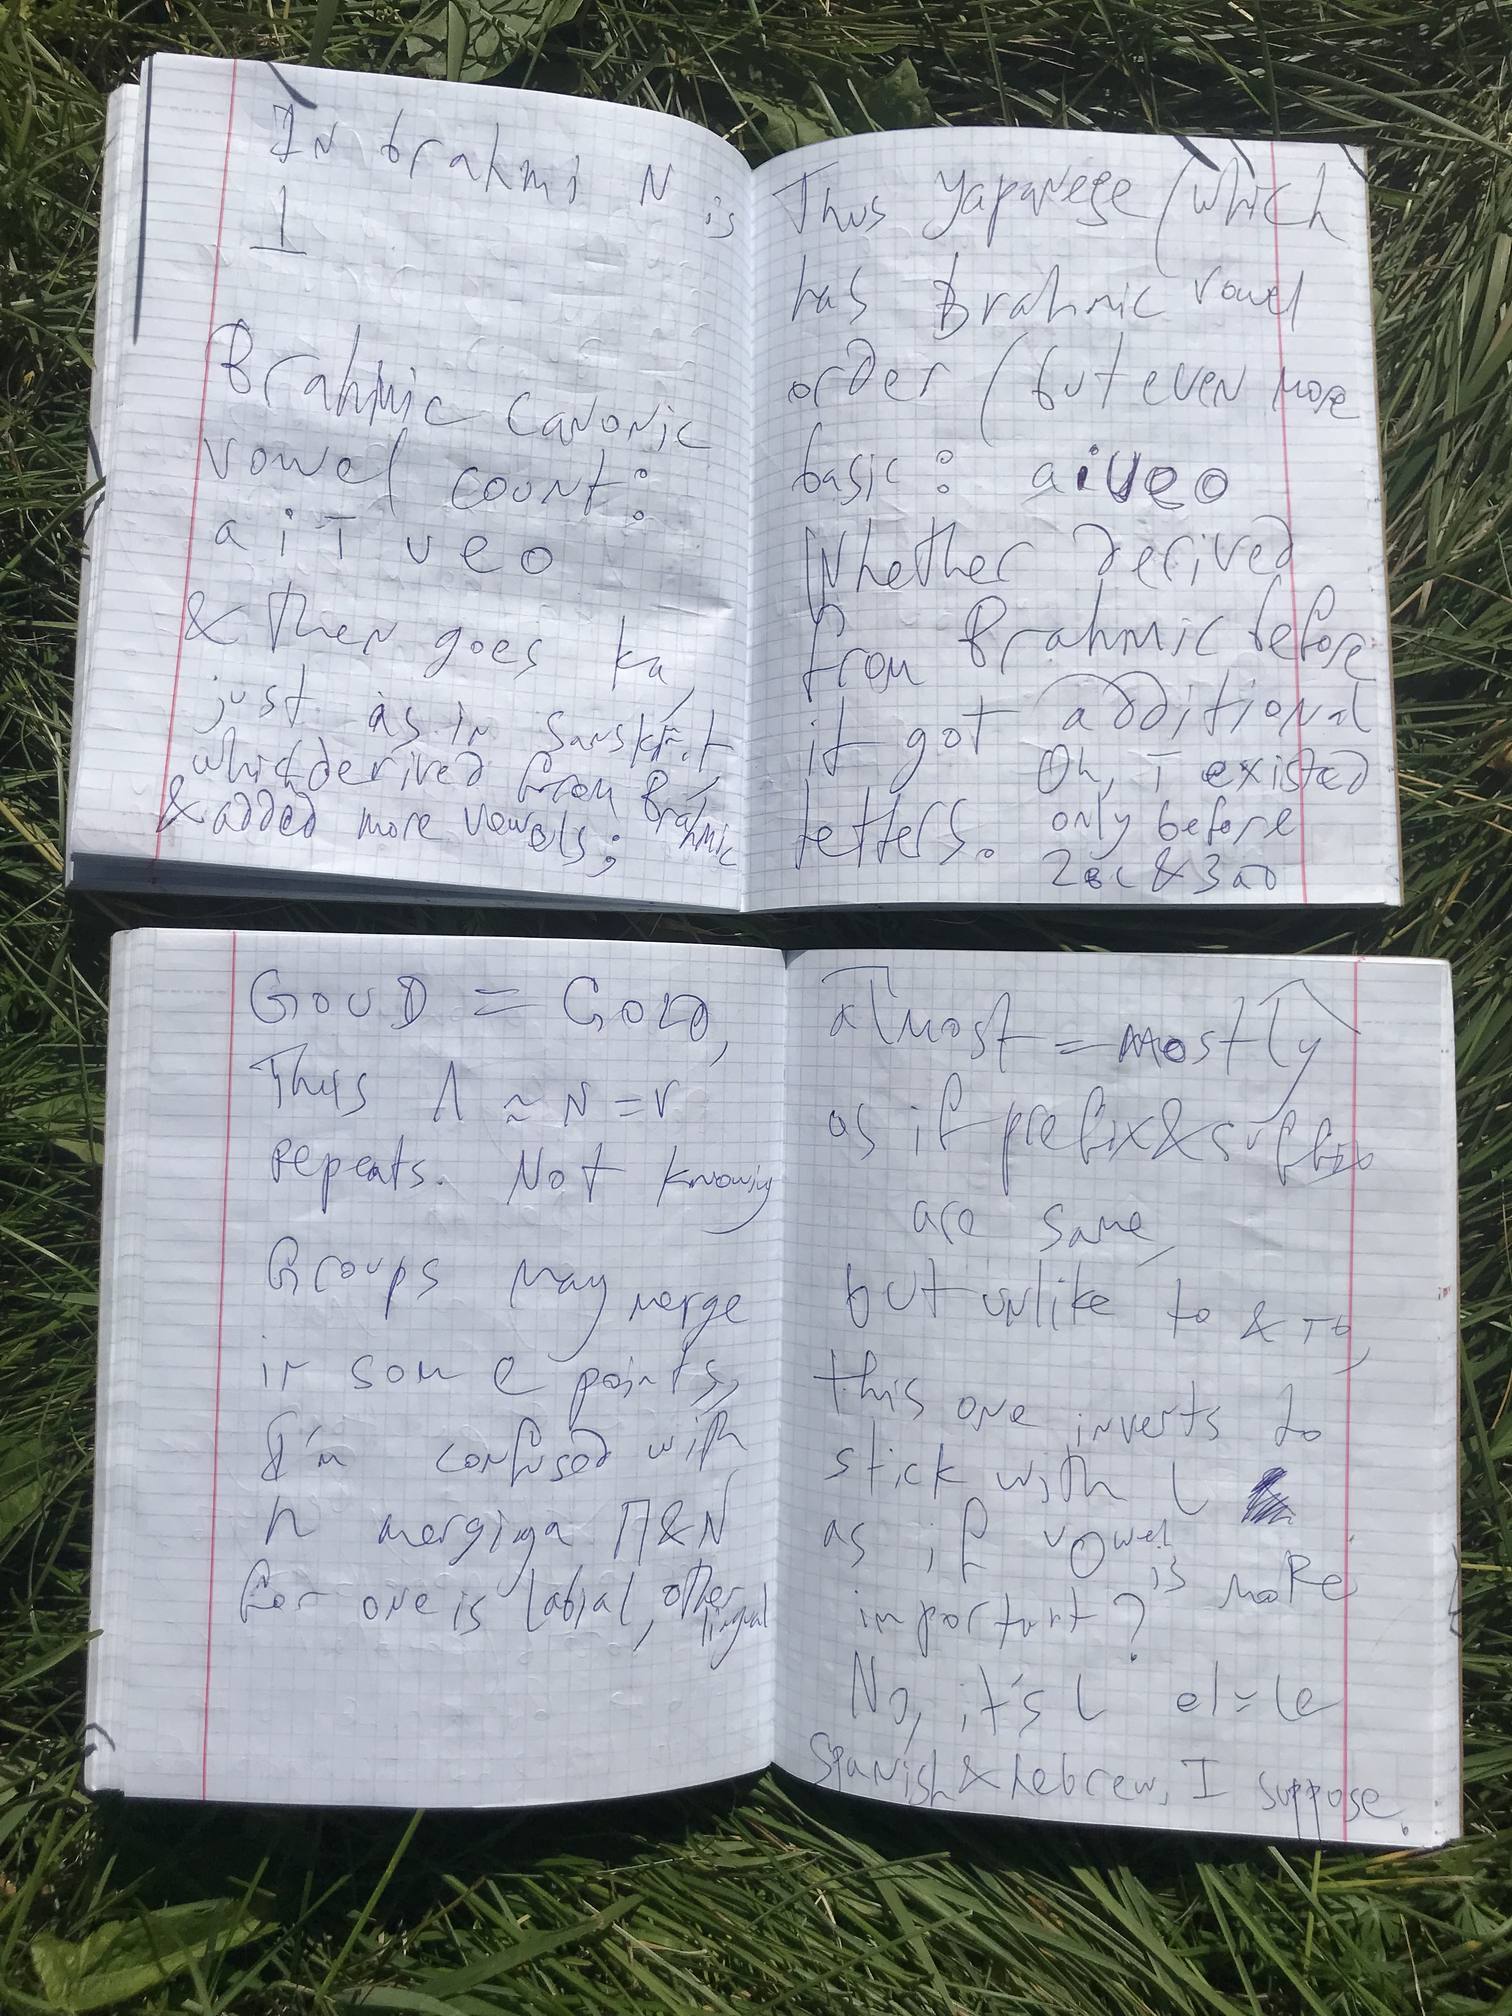 In brahmi N is
⊥
Brahmic canonic
vowel count:
a i T u e o
& then goes ka,
just as in Sanskrit,
which derived from Brahmic
& added more vowels;
Thus Yapanese (which
has Brahmic vowel
order (but even more
basic: aiueo
Whether derived
from Brahmic before
it got additional
letters.
Oh, T existed
only before
2bc & 3ad
GOUD = GOLD,
Thus Λ ≈ N = V
repeats. Not knowing
Groups may merge
in some points,
I'm confused with
n merging П&N
for one is labial, other lingual
almost = mostly
as if prefix & suffix
are same,
but unlike to & то,
this one inverts to
stick with L
as if vowel is more
important?
No, it's L el=le
Spanish & hebrew, I suppose.